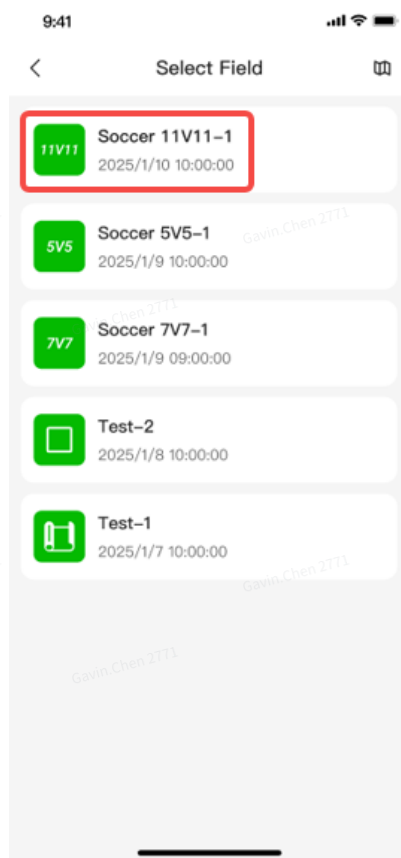 9:41
Select Field
11V11
Soccer 11V11-1
2025/1/10 10:00:00
5V5
Soccer 5V5-1
2025/1/9 10:00:00
Gavin.Chen 2771
7V7
Soccer 7V7-1
2025/1/9 09:00:00
Gavin.Chen 2771
Test-2
2025/1/8 10:00:00
Test-1
2025/1/7 10:00:00
Gavin.Chen 2771
Gavin.Chen 2771